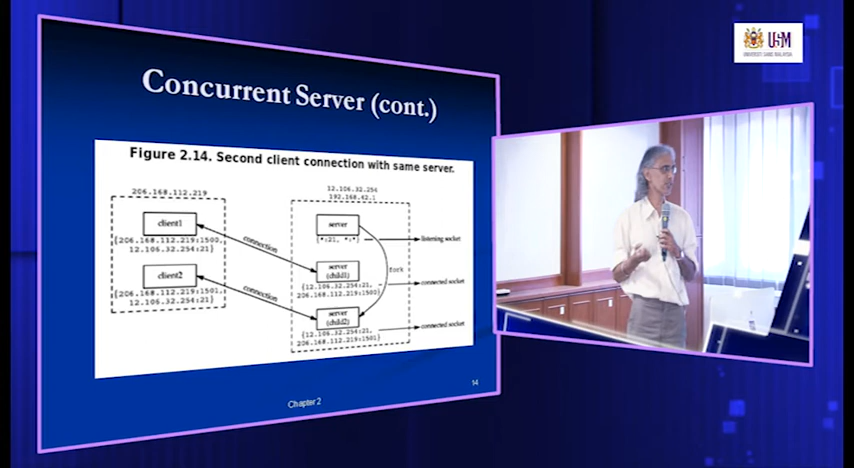 USM
UNIVERSITI SAINS MALAYSIA
Concurrent Server (cont.)
Figure 2.14. Second client connection with same server.
206.168.112.219
12.106.32.254
192.168.42.1
client1
{206.168.112.219:1500,
12.106.32.254:21}
client2
{206.168.112.219:1501,
12.106.32.254:21}
connection
connection
server
{*:21, *:*}
listening socket
server
(child1)
fork
{12.106.32.254:21,
206.168.112.219:1500}
connected socket
server
(child2)
{12.106.32.254:21,
206.168.112.219:1501}
connected socket
14
Chapter 2